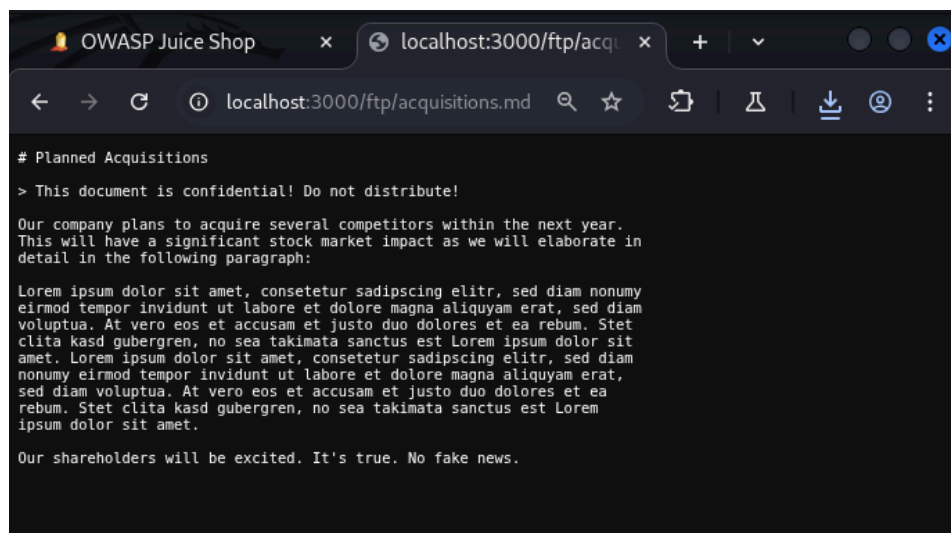 OWASP Juice Shop
localhost:3000/ftp/acqu
localhost:3000/ftp/acquisitions.md
# Planned Acquisitions
> This document is confidential! Do not distribute!
Our company plans to acquire several competitors within the next year.
This will have a significant stock market impact as we will elaborate in
detail in the following paragraph:
Lorem ipsum dolor sit amet, consetetur sadipscing elitr, sed diam nonumy
eirmod tempor invidunt ut labore et dolore magna aliquyam erat, sed diam
voluptua. At vero eos et accusam et justo duo dolores et ea rebum. Stet
clita kasd gubergren, no sea takimata sanctus est Lorem ipsum dolor sit
amet. Lorem ipsum dolor sit amet, consetetur sadipscing elitr, sed diam
nonumy eirmod tempor invidunt ut labore et dolore magna aliquyam erat,
sed diam voluptua. At vero eos et accusam et justo duo dolores et ea
rebum. Stet clita kasd gubergren, no sea takimata sanctus est Lorem
ipsum dolor sit amet.
Our shareholders will be excited. It's true. No fake news.